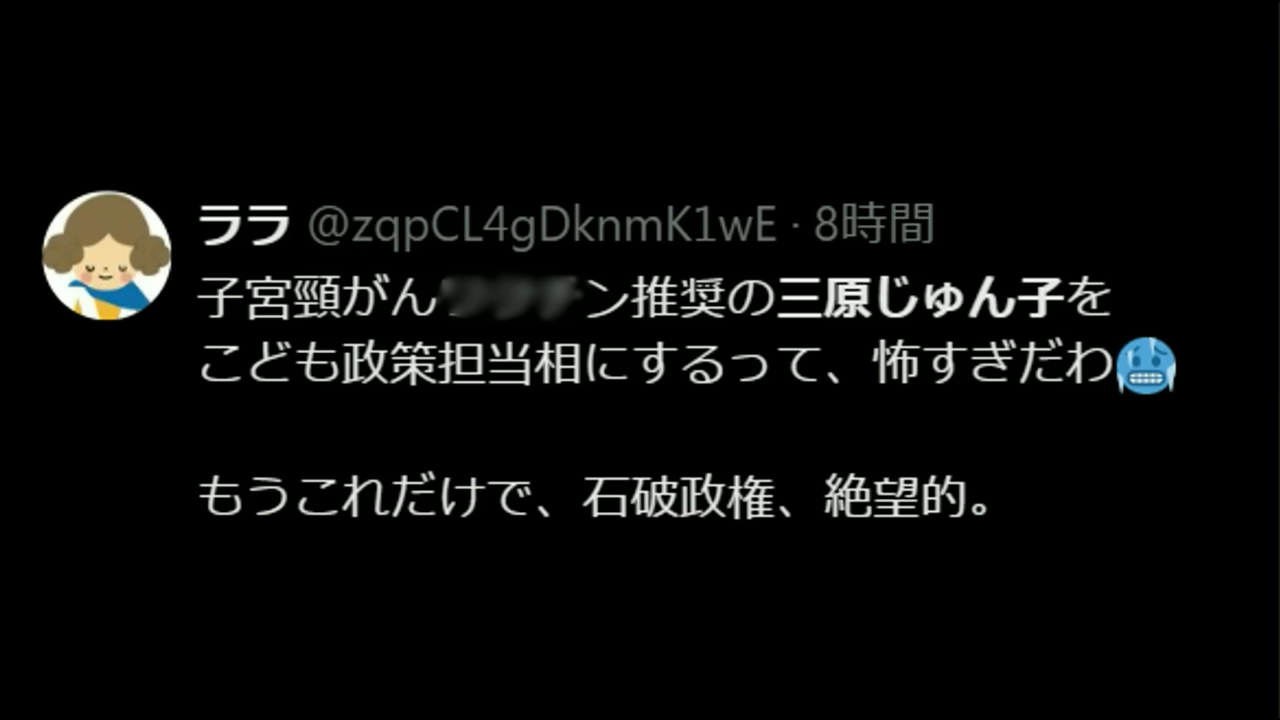 ララ @zqpCL4gDknmK1wE · 8時間
子宮頸がん ン推奨の三原じゅん子を
こども政策担当相にするって、怖すぎだわ🥶
もうこれだけで、石破政権、絶望的。